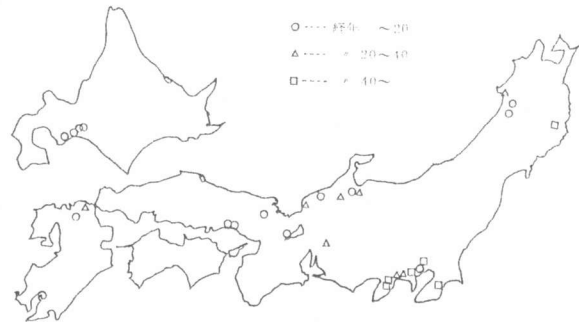 ○ ---- 経年 ～20
△ ---- 〃 20～40
□ ---- 〃 40～